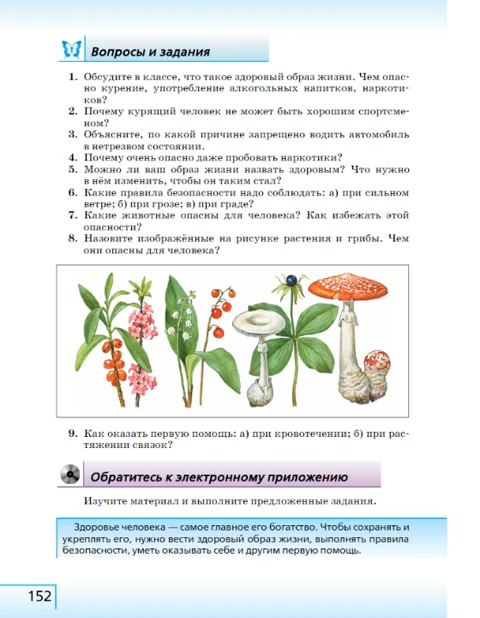 Вопросы и задания
1. Обсудите в классе, что такое здоровый образ жизни. Чем опас-
но курение, употребление алкогольных напитков, наркоти-
ков?
2. Почему курящий человек не может быть хорошим спортсме-
ном?
3. Объясните, по какой причине запрещено водить автомобиль
в нетрезвом состоянии.
4. Почему очень опасно даже пробовать наркотики?
5. Можно ли ваш образ жизни назвать здоровым? Что нужно
в нём изменить, чтобы он таким стал?
6. Какие правила безопасности надо соблюдать: а) при сильном
ветре; б) при грозе; в) при граде?
7. Какие животные опасны для человека? Как избежать этой
опасности?
8. Назовите изображённые на рисунке растения и грибы. Чем
они опасны для человека?
9. Как оказать первую помощь: а) при кровотечении; б) при рас-
тяжении связок?
Обратитесь к электронному приложению
Изучите материал и выполните предложенные задания.
Здоровье человека — самое главное его богатство. Чтобы сохранять и
укреплять его, нужно вести здоровый образ жизни, выполнять правила
безопасности, уметь оказывать себе и другим первую помощь.
152